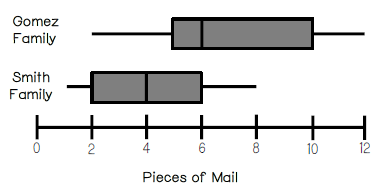 Gomez
Family
Smith
Family
0 2 4 6 8 10 12
Pieces of Mail